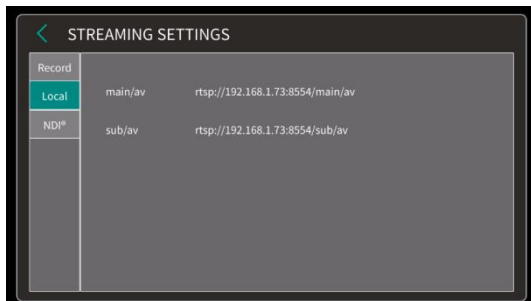 STREAMING SETTINGS
Record
Local
NDI®
main/av rtsp://192.168.1.73:8554/main/av
sub/av rtsp://192.168.1.73:8554/sub/av